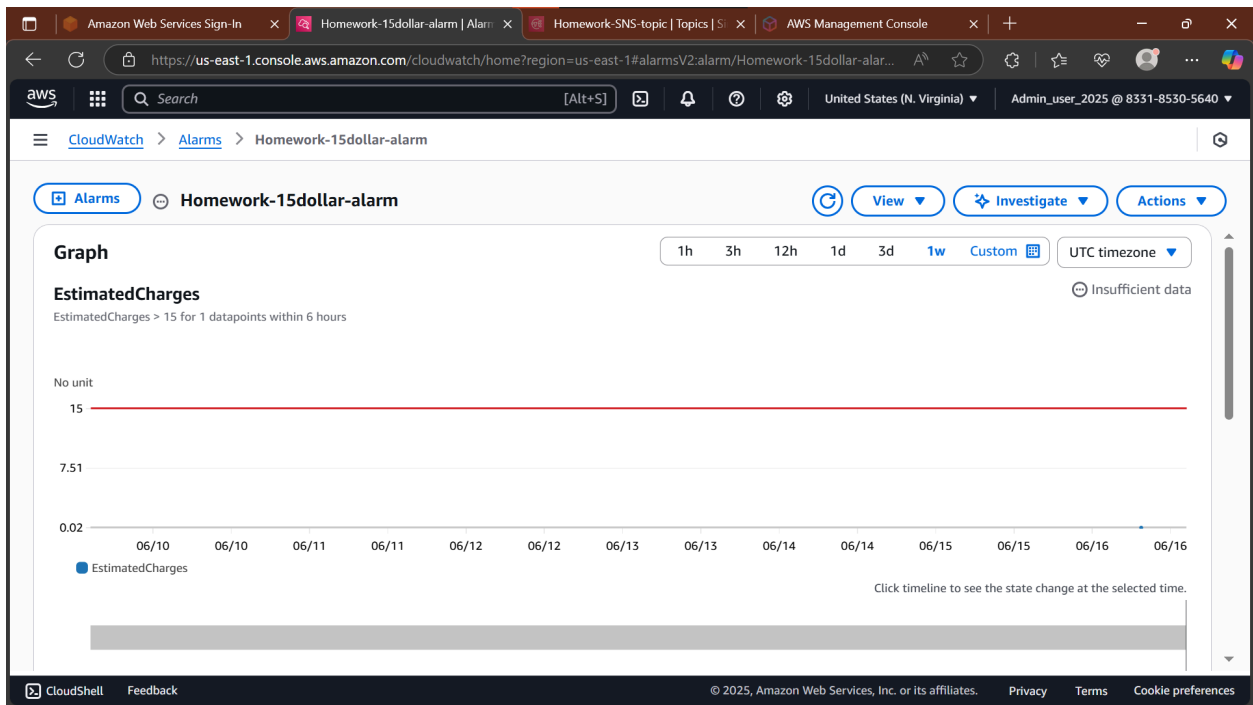 Amazon Web Services Sign-In
Homework-15dollar-alarm | Alarm
Homework-SNS-topic | Topics | S
AWS Management Console
https://us-east-1.console.aws.amazon.com/cloudwatch/home?region=us-east-1#alarmsV2:alarm/Homework-15dollar-alar...
aws
Search
[Alt+S]
United States (N. Virginia)
Admin_user_2025 @ 8331-8530-5640
CloudWatch > Alarms > Homework-15dollar-alarm
Alarms
Homework-15dollar-alarm
View
Investigate
Actions
Graph
1h 3h 12h 1d 3d 1w Custom
UTC timezone
EstimatedCharges
Insufficient data
EstimatedCharges > 15 for 1 datapoints within 6 hours
No unit
15
7.51
0.02
06/10 06/10 06/11 06/11 06/12 06/12 06/13 06/13 06/14 06/14 06/15 06/15 06/16 06/16
EstimatedCharges
Click timeline to see the state change at the selected time.
CloudShell Feedback © 2025, Amazon Web Services, Inc. or its affiliates. Privacy Terms Cookie preferences